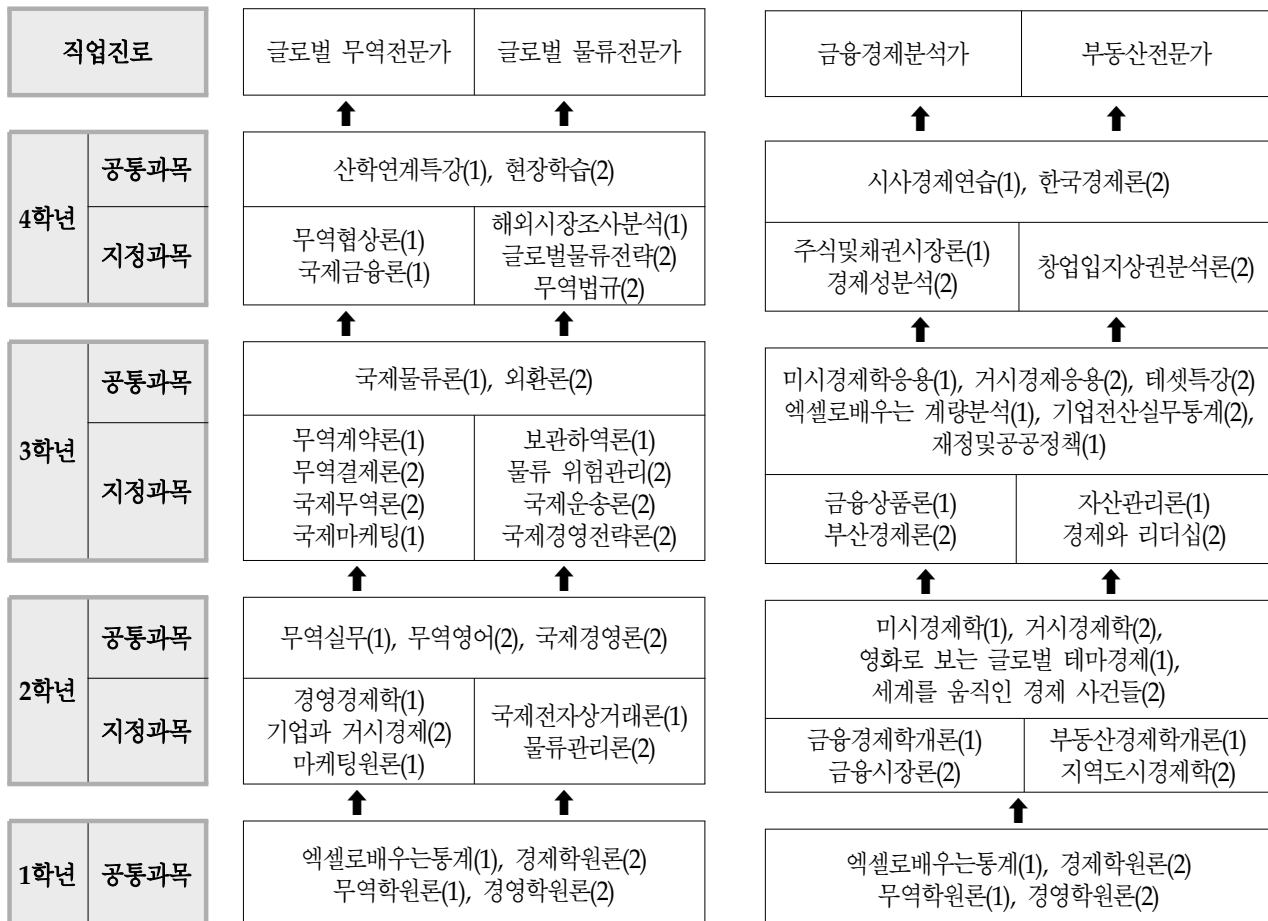 직업진로
글로벌 무역전문가
글로벌 물류전문가
금융경제분석가
부동산전문가
4학년
공통과목
산학연계특강(1), 현장학습(2)
시사경제연습(1), 한국경제론(2)
지정과목
무역협상론(1)
국제금융론(1)
해외시장조사분석(1)
글로벌물류전략(2)
무역법규(2)
주식및채권시장론(1)
경제성분석(2)
창업입지상권분석론(2)
3학년
공통과목
국제물류론(1), 외환론(2)
미시경제학응용(1), 거시경제응용(2), 테셋특강(2)
엑셀로배우는 계량분석(1), 기업전산실무통계(2),
재정및공공정책(1)
지정과목
무역계약론(1)
무역결제론(2)
국제무역론(2)
국제마케팅(1)
보관하역론(1)
물류 위험관리(2)
국제운송론(2)
국제경영전략론(2)
금융상품론(1)
부산경제론(2)
자산관리론(1)
경제와 리더십(2)
2학년
공통과목
무역실무(1), 무역영어(2), 국제경영론(2)
미시경제학(1), 거시경제학(2),
영화로 보는 글로벌 테마경제(1),
세계를 움직인 경제 사건들(2)
지정과목
경영경제학(1)
기업과 거시경제(2)
마케팅원론(1)
국제전자상거래론(1)
물류관리론(2)
금융경제학개론(1)
금융시장론(2)
부동산경제학개론(1)
지역도시경제학(2)
1학년
공통과목
엑셀로배우는통계(1), 경제학원론(2)
무역학원론(1), 경영학원론(2)
엑셀로배우는통계(1), 경제학원론(2)
무역학원론(1), 경영학원론(2)